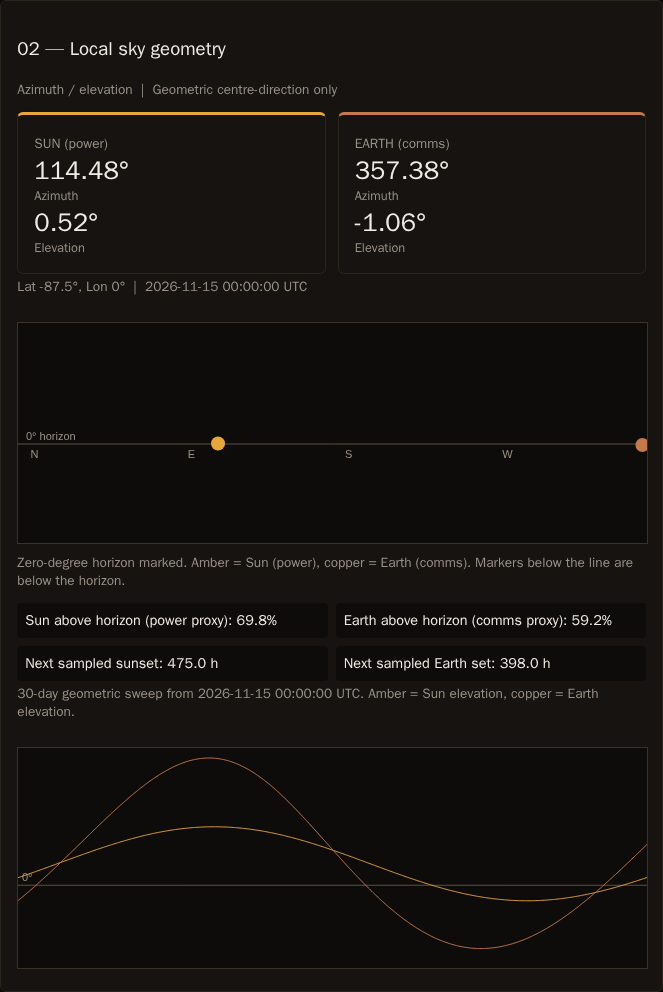 02 — Local sky geometry
Azimuth / elevation | Geometric centre-direction only
SUN (power)
114.48°
Azimuth
0.52°
Elevation
EARTH (comms)
357.38°
Azimuth
-1.06°
Elevation
Lat -87.5°, Lon 0° | 2026-11-15 00:00:00 UTC
0° horizon
N E S W
Zero-degree horizon marked. Amber = Sun (power), copper = Earth (comms). Markers below the line are
below the horizon.
Sun above horizon (power proxy): 69.8%
Earth above horizon (comms proxy): 59.2%
Next sampled sunset: 475.0 h
Next sampled Earth set: 398.0 h
30-day geometric sweep from 2026-11-15 00:00:00 UTC. Amber = Sun elevation, copper = Earth
elevation.
0°